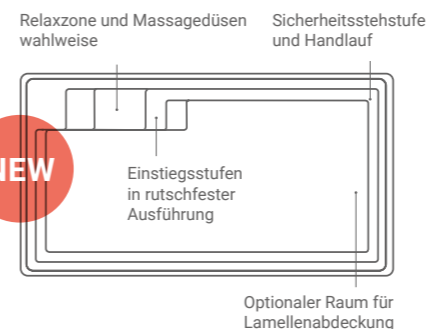 Relaxzone und Massagedüsen
wahlweise
Sicherheitsstehstufe
und Handlauf
NEW
Einstiegsstufen
in rutschfester
Ausführung
Optionaler Raum für
Lamellenabdeckung